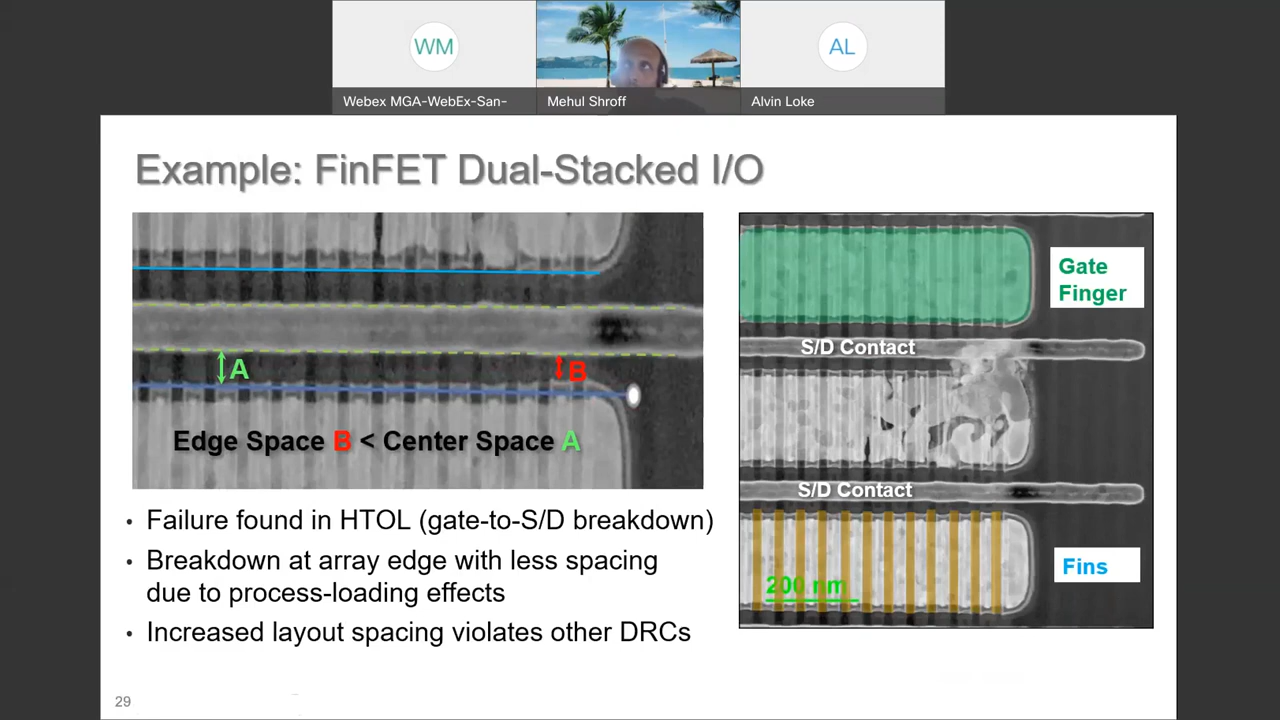 WM
AL
Webex MGA-WebEx-San-
Mehul Shroff
Alvin Loke
Example: FinFET Dual-Stacked I/O
A
B
Edge Space B < Center Space A
Gate
Finger
S/D Contact
S/D Contact
Fins
200 nm
• Failure found in HTOL (gate-to-S/D breakdown)
• Breakdown at array edge with less spacing
due to process-loading effects
• Increased layout spacing violates other DRCs
29